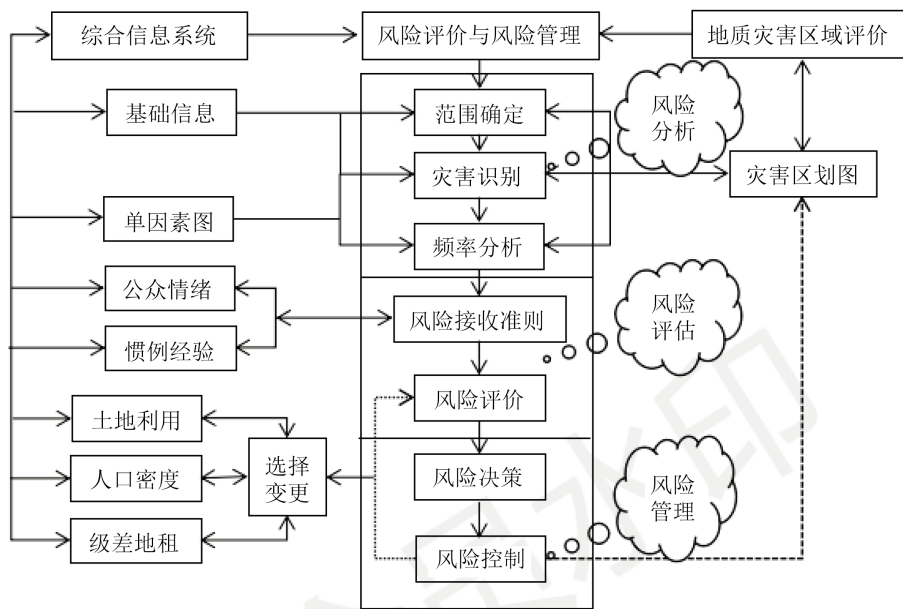 综合信息系统
风险评价与风险管理
地质灾害区域评价
基础信息
范围确定
风险
分析
灾害识别
灾害区划图
单因素图
频率分析
公众情绪
风险接收准则
风险
评估
惯例经验
土地利用
风险评价
人口密度
选择
变更
风险决策
风险
管理
级差地租
风险控制